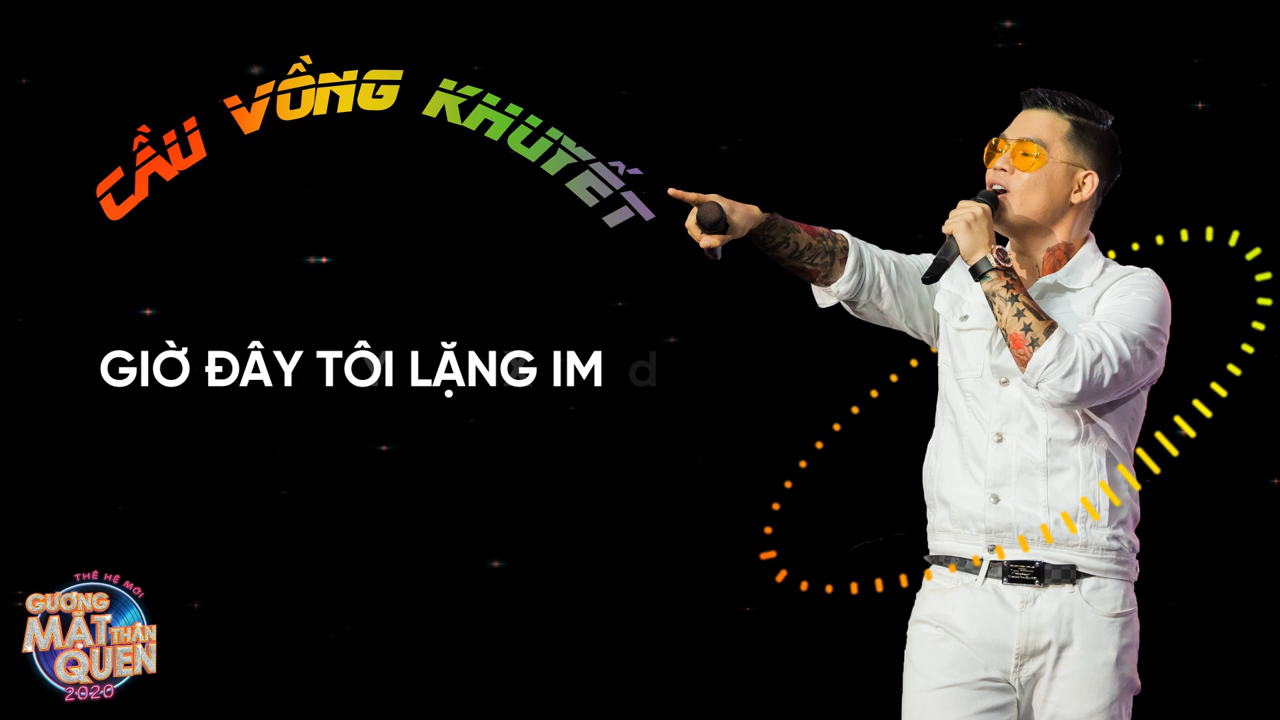 CẦU VỒNG KHUYẾT
GIỜ ĐÂY TÔI LẶNG IM
THẾ HỆ MỚI
GƯƠNG
MẶT THÂN
QUEN
2020